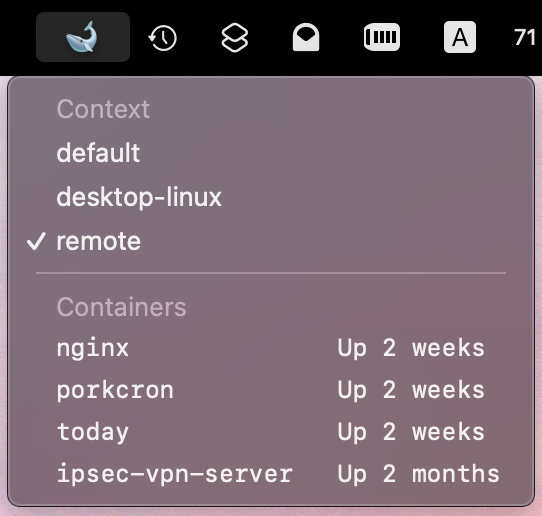 A 71
Context
default
desktop-linux
remote
Containers
nginx Up 2 weeks
porkcron Up 2 weeks
today Up 2 weeks
ipsec-vpn-server Up 2 months